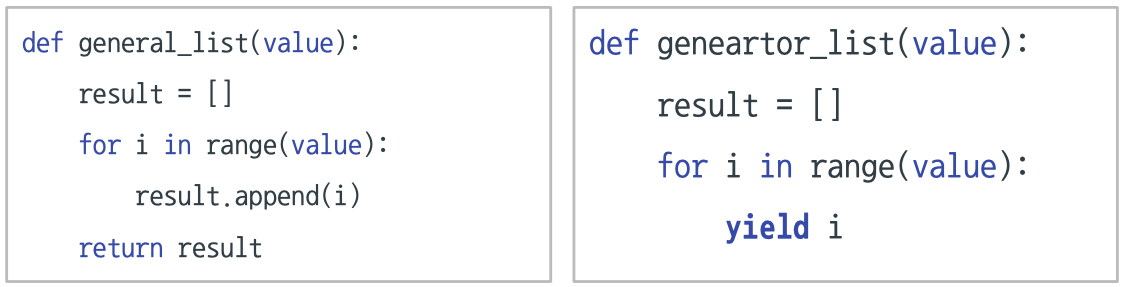 def general_list(value):
    result = []
    for i in range(value):
        result.append(i)
    return result
def geneartor_list(value):
    result = []
    for i in range(value):
        yield i